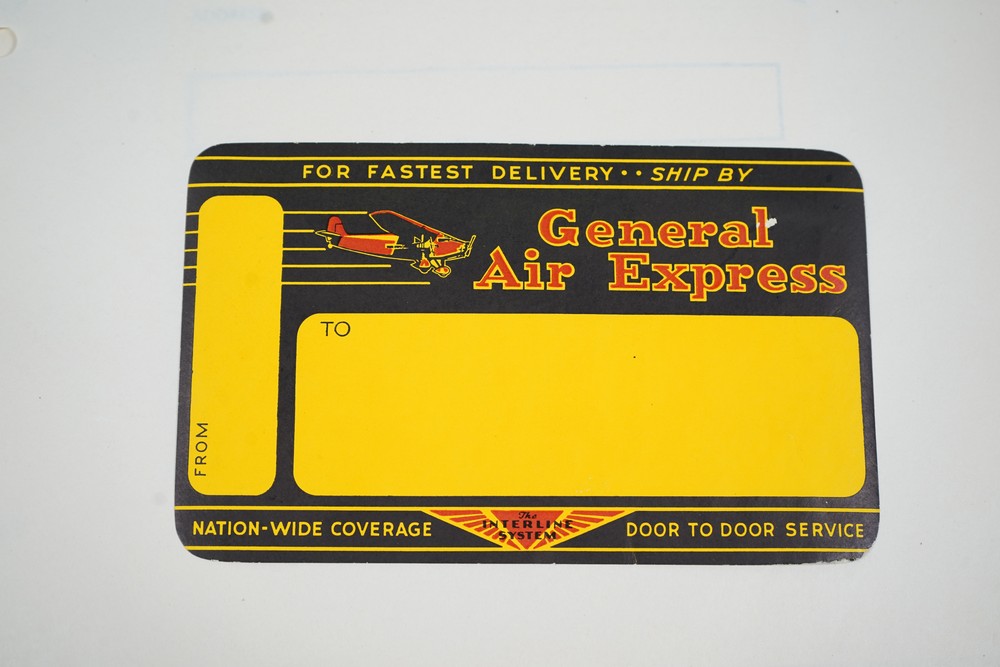 FOR FASTEST DELIVERY •• SHIP BY
General
Air Express
TO
FROM
NATION-WIDE COVERAGE
The
INTERLINE
SYSTEM
DOOR TO DOOR SERVICE